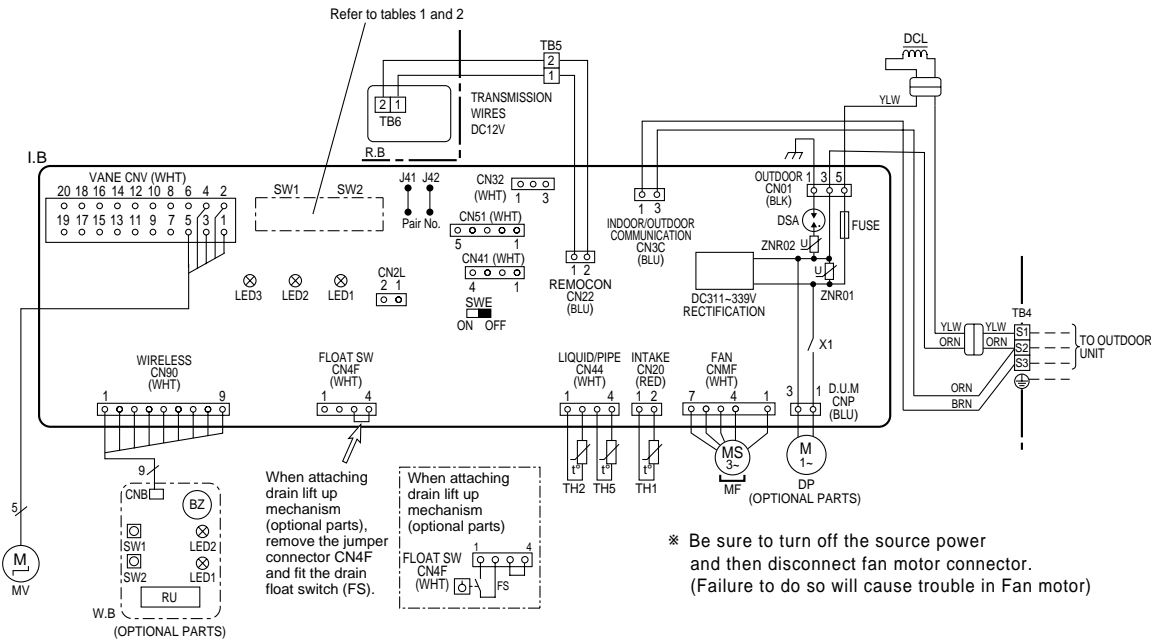 Refer to tables 1 and 2
DCL
TB5
2
1
YLW
TRANSMISSION
WIRES
DC12V
2 1
TB6
R.B
I.B
VANE CNV (WHT)
20 18 16 14 12 10 8 6 4 2
19 17 15 13 11 9 7 5 3 1
SW1 SW2
J41 J42
Pair No.
CN32
(WHT)
1 3
CN51 (WHT)
5 1
CN41 (WHT)
4 1
SWE
ON OFF
LED3 LED2 LED1
CN2L
2 1
1 2
REMOCON
CN22
(BLU)
1 3
INDOOR/OUTDOOR
COMMUNICATION
CN3C
(BLU)
OUTDOOR
CN01
(BLK)
1 3 5
DSA
FUSE
ZNR02
U
U
ZNR01
DC311~339V
RECTIFICATION
X1
TB4
YLW YLW S1
ORN ORN S2
S3
TO OUTDOOR
UNIT
ORN
BRN
WIRELESS
CN90
(WHT)
1 9
FLOAT SW
CN4F
(WHT)
1 4
LIQUID/PIPE
CN44
(WHT)
1 4
INTAKE
CN20
(RED)
1 2
FAN
CNMF
(WHT)
7 4 1
D.U.M
CNP
(BLU)
3 1
t° t° t°
TH2 TH5 TH1
MS
3~
MF
M
1~
DP
(OPTIONAL PARTS)
9
CNB
BZ
SW1
LED2
SW2
LED1
RU
W.B
(OPTIONAL PARTS)
5
M
MV
When attaching
drain lift up
mechanism
(optional parts),
remove the jumper
connector CN4F
and fit the drain
float switch (FS).
When attaching
drain lift up
mechanism
(optional parts)
FLOAT SW
CN4F
(WHT)
1 4
FS
※ Be sure to turn off the source power
and then disconnect fan motor connector.
(Failure to do so will cause trouble in Fan motor)